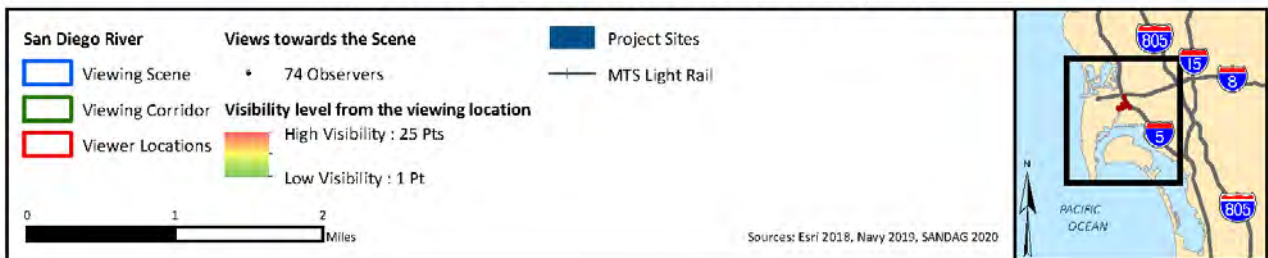 San Diego River
Viewing Scene
Viewing Corridor
Viewer Locations
Views towards the Scene
74 Observers
Visibility level from the viewing location
High Visibility : 25 Pts
Low Visibility : 1 Pt
Project Sites
MTS Light Rail
0 1 2
Miles
Sources: Esri 2018, Navy 2019, SANDAG 2020
805
15
8
5
805
N
PACIFIC
OCEAN